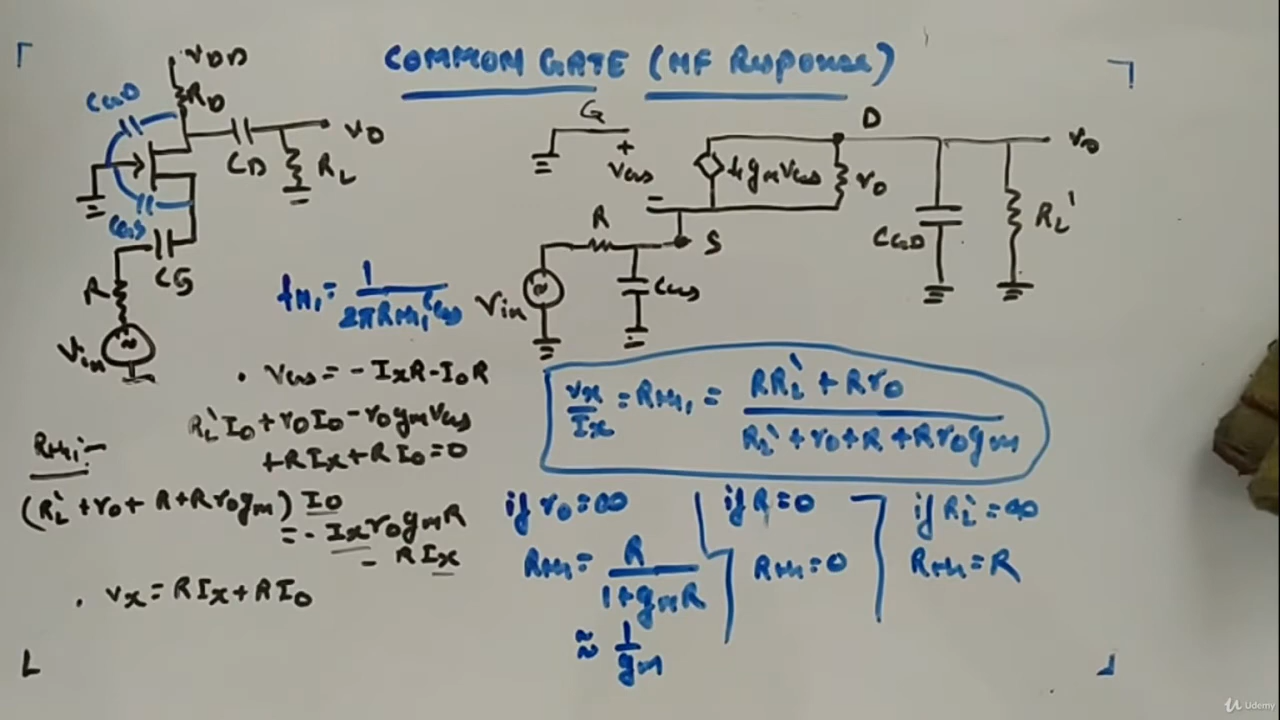 COMMON GATE (HF RESPONSE)
VDD
RD
CGD
CD
vo
RL
CGS
CS
R
Vin
G
+
vGS
-
gmvGS
ro
D
vo
CGD
RL'
R
S
Vin
CGS
fH1 = 1 / 2πRH1CGS
• vGS = -IxR - IoR
RL'Io + roIo - rogmvGS
+RIx + RIo = 0
RH1:-
(RL' + ro + R + Rrogm) Io
= -IxrogmR
- RIx
• vx = RIx + RIo
vx / Ix = RH1 = RRL' + Rro / RL' + ro + R + Rrogm
if ro = ∞
RH1 = R / 1 + gmR
≈ 1 / gm
if R = 0
RH1 = 0
if RL' = ∞
RH1 = R
Udemy